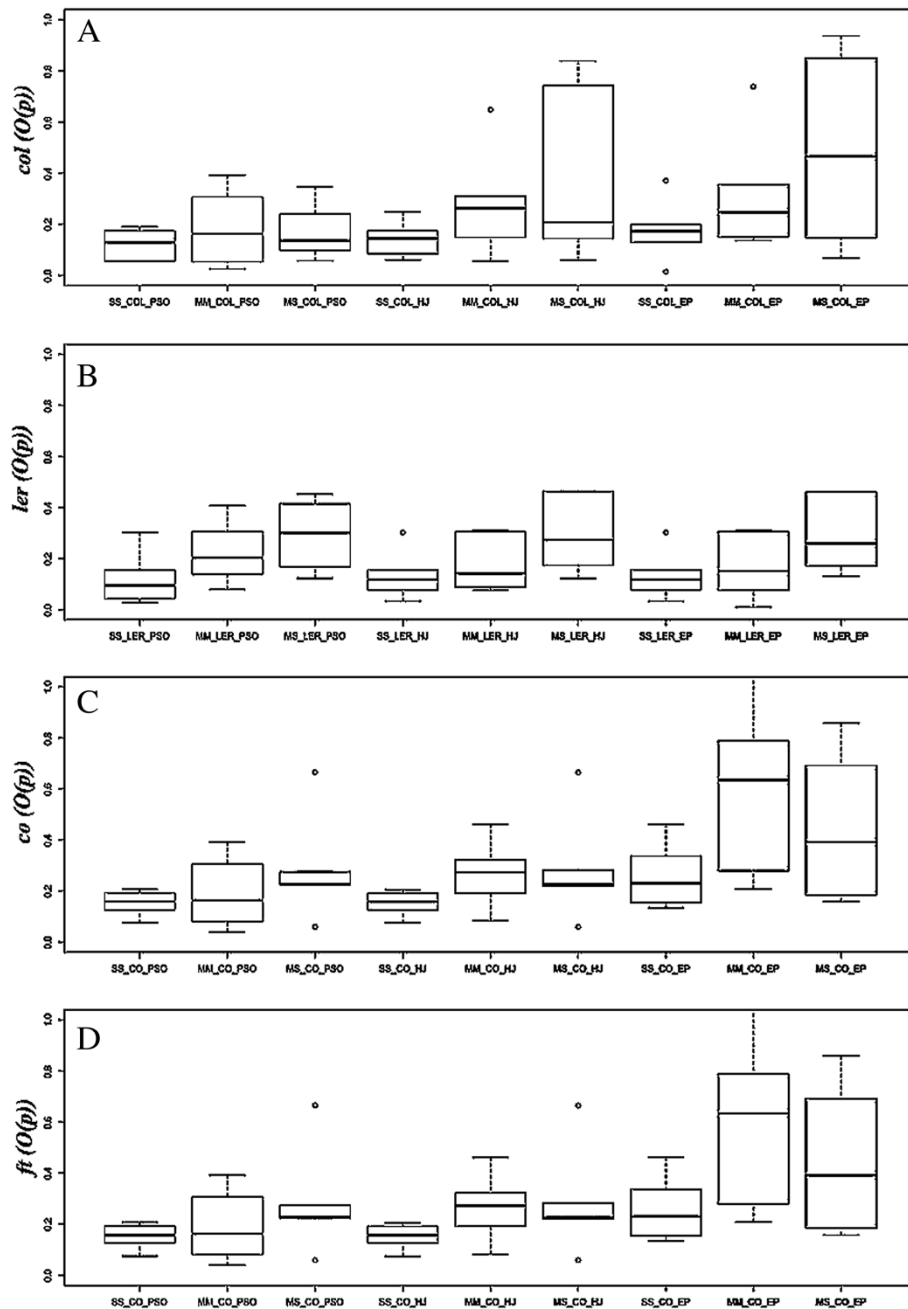 A
col (O(p))
1.0
0.8
0.6
0.4
0.2
0.0
SS_COL_PSO MM_COL_PSO MS_COL_PSO SS_COL_HJ MM_COL_HJ MS_COL_HJ SS_COL_EP MM_COL_EP MS_COL_EP
B
ler (O(p))
1.0
0.8
0.6
0.4
0.2
0.0
SS_LER_PSO MM_LER_PSO MS_LER_PSO SS_LER_HJ MM_LER_HJ MS_LER_HJ SS_LER_EP MM_LER_EP MS_LER_EP
C
co (O(p))
1.0
0.8
0.6
0.4
0.2
0.0
SS_CO_PSO MM_CO_PSO MS_CO_PSO SS_CO_HJ MM_CO_HJ MS_CO_HJ SS_CO_EP MM_CO_EP MS_CO_EP
D
ft (O(p))
1.0
0.8
0.6
0.4
0.2
0.0
SS_CO_PSO MM_CO_PSO MS_CO_PSO SS_CO_HJ MM_CO_HJ MS_CO_HJ SS_CO_EP MM_CO_EP MS_CO_EP